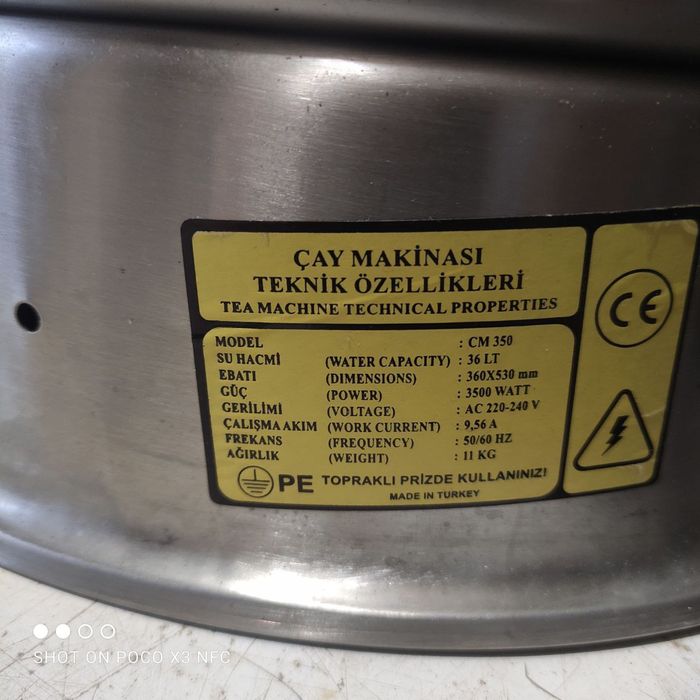 ÇAY MAKİNASI
TEKNİK ÖZELLİKLERİ
TEA MACHINE TECHNICAL PROPERTIES
MODEL : CM 350
SU HACMİ (WATER CAPACITY) : 36 LT
EBATI (DIMENSIONS) : 360X530 mm
GÜÇ (POWER) : 3500 WATT
GERİLİMİ (VOLTAGE) : AC 220-240 V
ÇALIŞMA AKIM (WORK CURRENT) : 9,56 A
FREKANS (FREQUENCY) : 50/60 HZ
AĞIRLIK (WEIGHT) : 11 KG
PE TOPRAKLI PRİZDE KULLANINIZ!
MADE IN TURKEY
CE
SHOT ON POCO X3 NFC